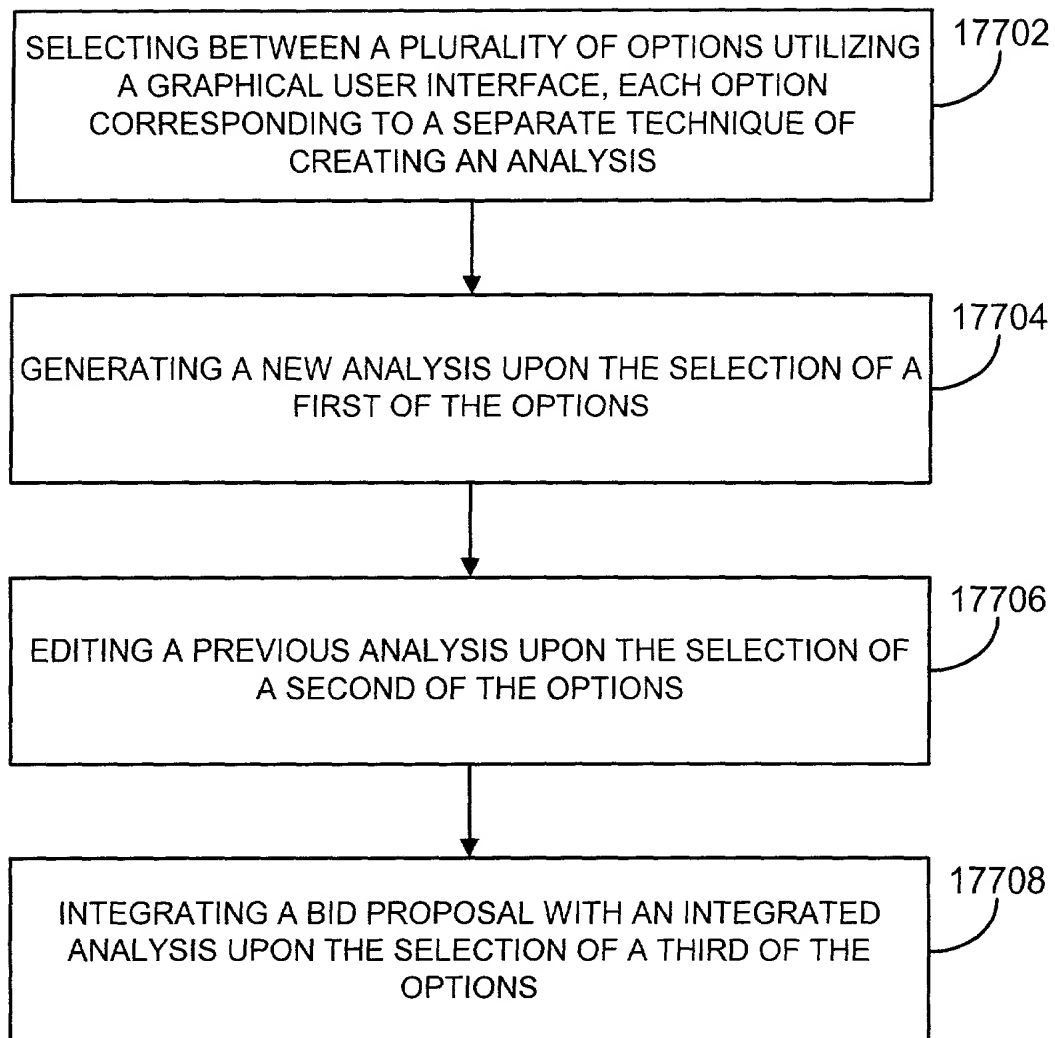 SELECTING BETWEEN A PLURALITY OF OPTIONS UTILIZING
A GRAPHICAL USER INTERFACE, EACH OPTION
CORRESPONDING TO A SEPARATE TECHNIQUE OF
CREATING AN ANALYSIS
17702
GENERATING A NEW ANALYSIS UPON THE SELECTION OF A
FIRST OF THE OPTIONS
17704
EDITING A PREVIOUS ANALYSIS UPON THE SELECTION OF
A SECOND OF THE OPTIONS
17706
INTEGRATING A BID PROPOSAL WITH AN INTEGRATED
ANALYSIS UPON THE SELECTION OF A THIRD OF THE
OPTIONS
17708